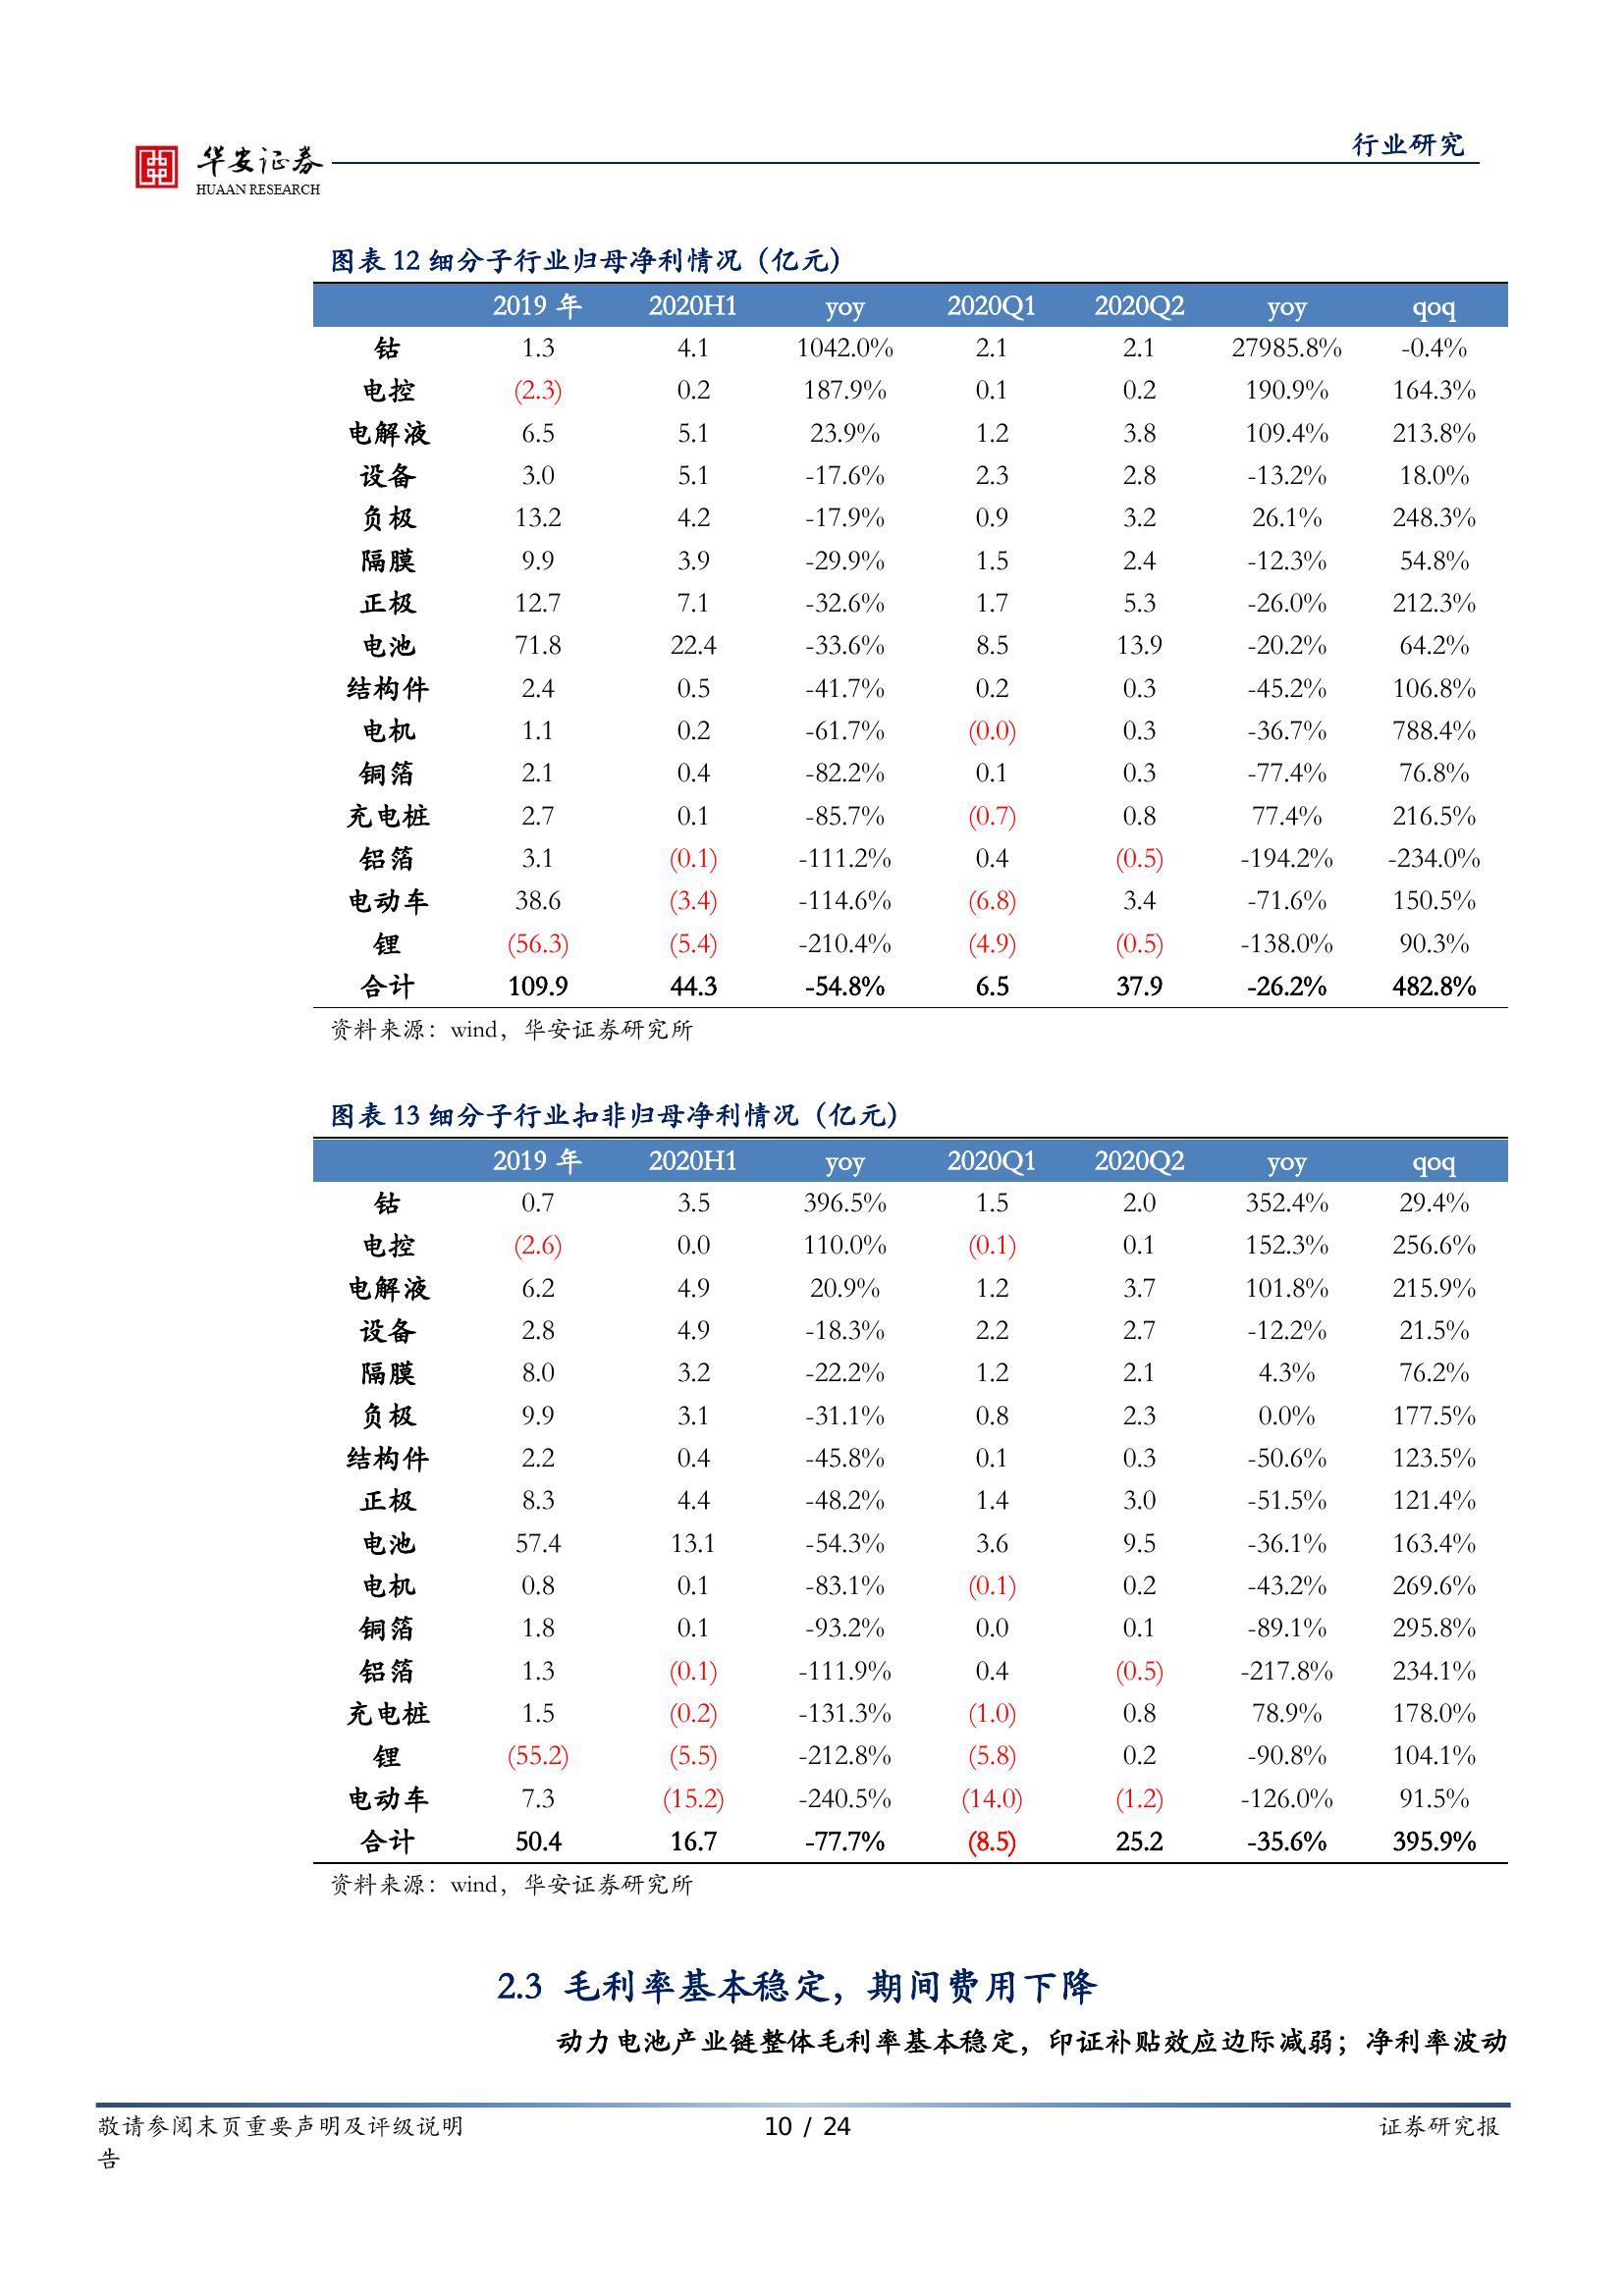 行业研究
华安证券
HUAAN RESEARCH
图表 12 细分子行业归母净利情况（亿元）
2019 年 2020H1 yoy 2020Q1 2020Q2 yoy qoq
钴 1.3 4.1 1042.0% 2.1 2.1 27985.8% -0.4%
电控 (2.3) 0.2 187.9% 0.1 0.2 190.9% 164.3%
电解液 6.5 5.1 23.9% 1.2 3.8 109.4% 213.8%
设备 3.0 5.1 -17.6% 2.3 2.8 -13.2% 18.0%
负极 13.2 4.2 -17.9% 0.9 3.2 26.1% 248.3%
隔膜 9.9 3.9 -29.9% 1.5 2.4 -12.3% 54.8%
正极 12.7 7.1 -32.6% 1.7 5.3 -26.0% 212.3%
电池 71.8 22.4 -33.6% 8.5 13.9 -20.2% 64.2%
结构件 2.4 0.5 -41.7% 0.2 0.3 -45.2% 106.8%
电机 1.1 0.2 -61.7% (0.0) 0.3 -36.7% 788.4%
铜箔 2.1 0.4 -82.2% 0.1 0.3 -77.4% 76.8%
充电桩 2.7 0.1 -85.7% (0.7) 0.8 77.4% 216.5%
铝箔 3.1 (0.1) -111.2% 0.4 (0.5) -194.2% -234.0%
电动车 38.6 (3.4) -114.6% (6.8) 3.4 -71.6% 150.5%
锂 (56.3) (5.4) -210.4% (4.9) (0.5) -138.0% 90.3%
合计 109.9 44.3 -54.8% 6.5 37.9 -26.2% 482.8%
资料来源：wind，华安证券研究所
图表 13 细分子行业扣非归母净利情况（亿元）
2019 年 2020H1 yoy 2020Q1 2020Q2 yoy qoq
钴 0.7 3.5 396.5% 1.5 2.0 352.4% 29.4%
电控 (2.6) 0.0 110.0% (0.1) 0.1 152.3% 256.6%
电解液 6.2 4.9 20.9% 1.2 3.7 101.8% 215.9%
设备 2.8 4.9 -18.3% 2.2 2.7 -12.2% 21.5%
隔膜 8.0 3.2 -22.2% 1.2 2.1 4.3% 76.2%
负极 9.9 3.1 -31.1% 0.8 2.3 0.0% 177.5%
结构件 2.2 0.4 -45.8% 0.1 0.3 -50.6% 123.5%
正极 8.3 4.4 -48.2% 1.4 3.0 -51.5% 121.4%
电池 57.4 13.1 -54.3% 3.6 9.5 -36.1% 163.4%
电机 0.8 0.1 -83.1% (0.1) 0.2 -43.2% 269.6%
铜箔 1.8 0.1 -93.2% 0.0 0.1 -89.1% 295.8%
铝箔 1.3 (0.1) -111.9% 0.4 (0.5) -217.8% 234.1%
充电桩 1.5 (0.2) -131.3% (1.0) 0.8 78.9% 178.0%
锂 (55.2) (5.5) -212.8% (5.8) 0.2 -90.8% 104.1%
电动车 7.3 (15.2) -240.5% (14.0) (1.2) -126.0% 91.5%
合计 50.4 16.7 -77.7% (8.5) 25.2 -35.6% 395.9%
资料来源：wind，华安证券研究所
2.3 毛利率基本稳定，期间费用下降
动力电池产业链整体毛利率基本稳定，印证补贴效应边际减弱；净利率波动
敬请参阅末页重要声明及评级说明 10 / 24 证券研究报
告